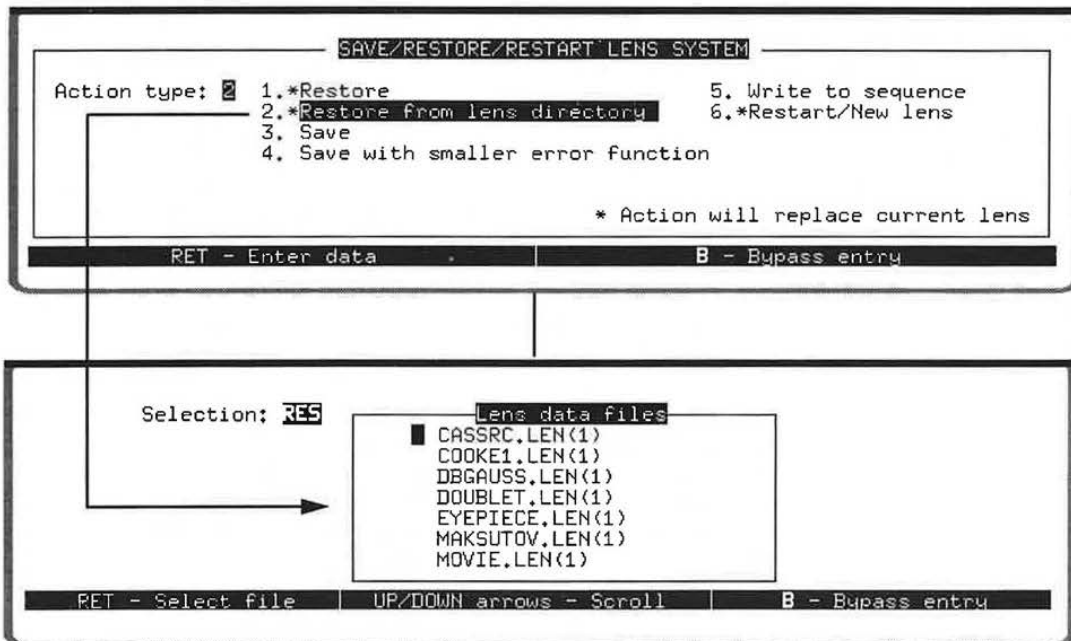 SAVE/RESTORE/RESTART LENS SYSTEM
Action type: 2 1.*Restore 5. Write to sequence
2.*Restore from lens directory 6.*Restart/New lens
3. Save
4. Save with smaller error function
* Action will replace current lens
RET - Enter data B - Bypass entry
Selection: RES Lens data files
CASSRC.LEN(1)
COOKE1.LEN(1)
DBGAUSS.LEN(1)
DOUBLET.LEN(1)
EYEPIECE.LEN(1)
MAKSUTOV.LEN(1)
MOVIE.LEN(1)
RET - Select file UP/DOWN arrows - Scroll B - Bypass entry